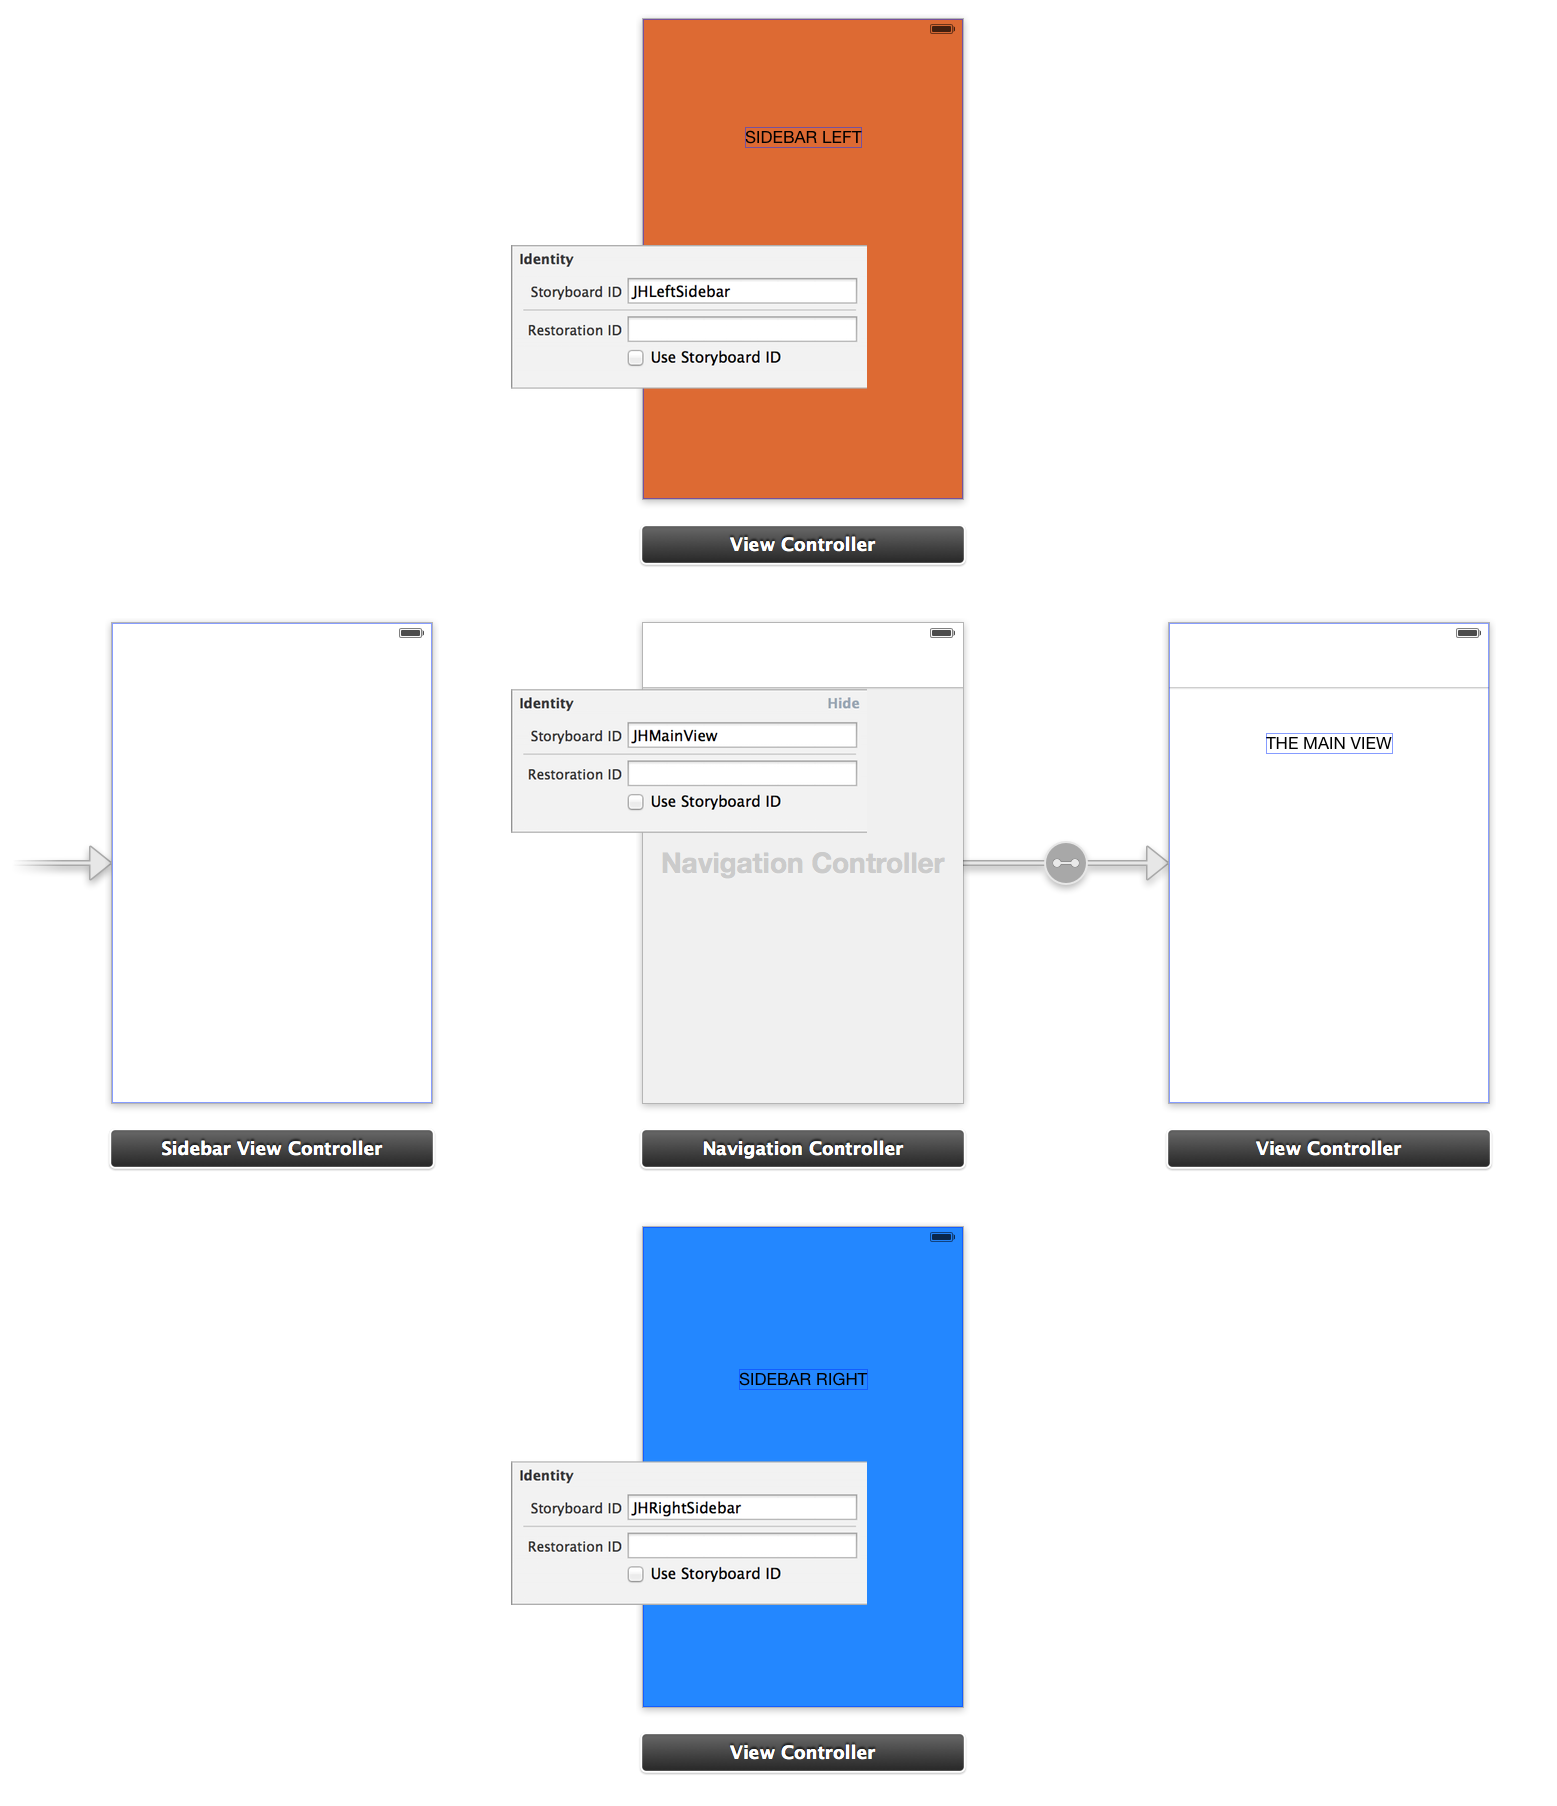 SIDEBAR LEFT
Identity
Storyboard ID JHLeftSidebar
Restoration ID
Use Storyboard ID
View Controller
Identity Hide
Storyboard ID JHMainView
Restoration ID
Use Storyboard ID
THE MAIN VIEW
Navigation Controller
Sidebar View Controller
Navigation Controller
View Controller
SIDEBAR RIGHT
Identity
Storyboard ID JHRightSidebar
Restoration ID
Use Storyboard ID
View Controller